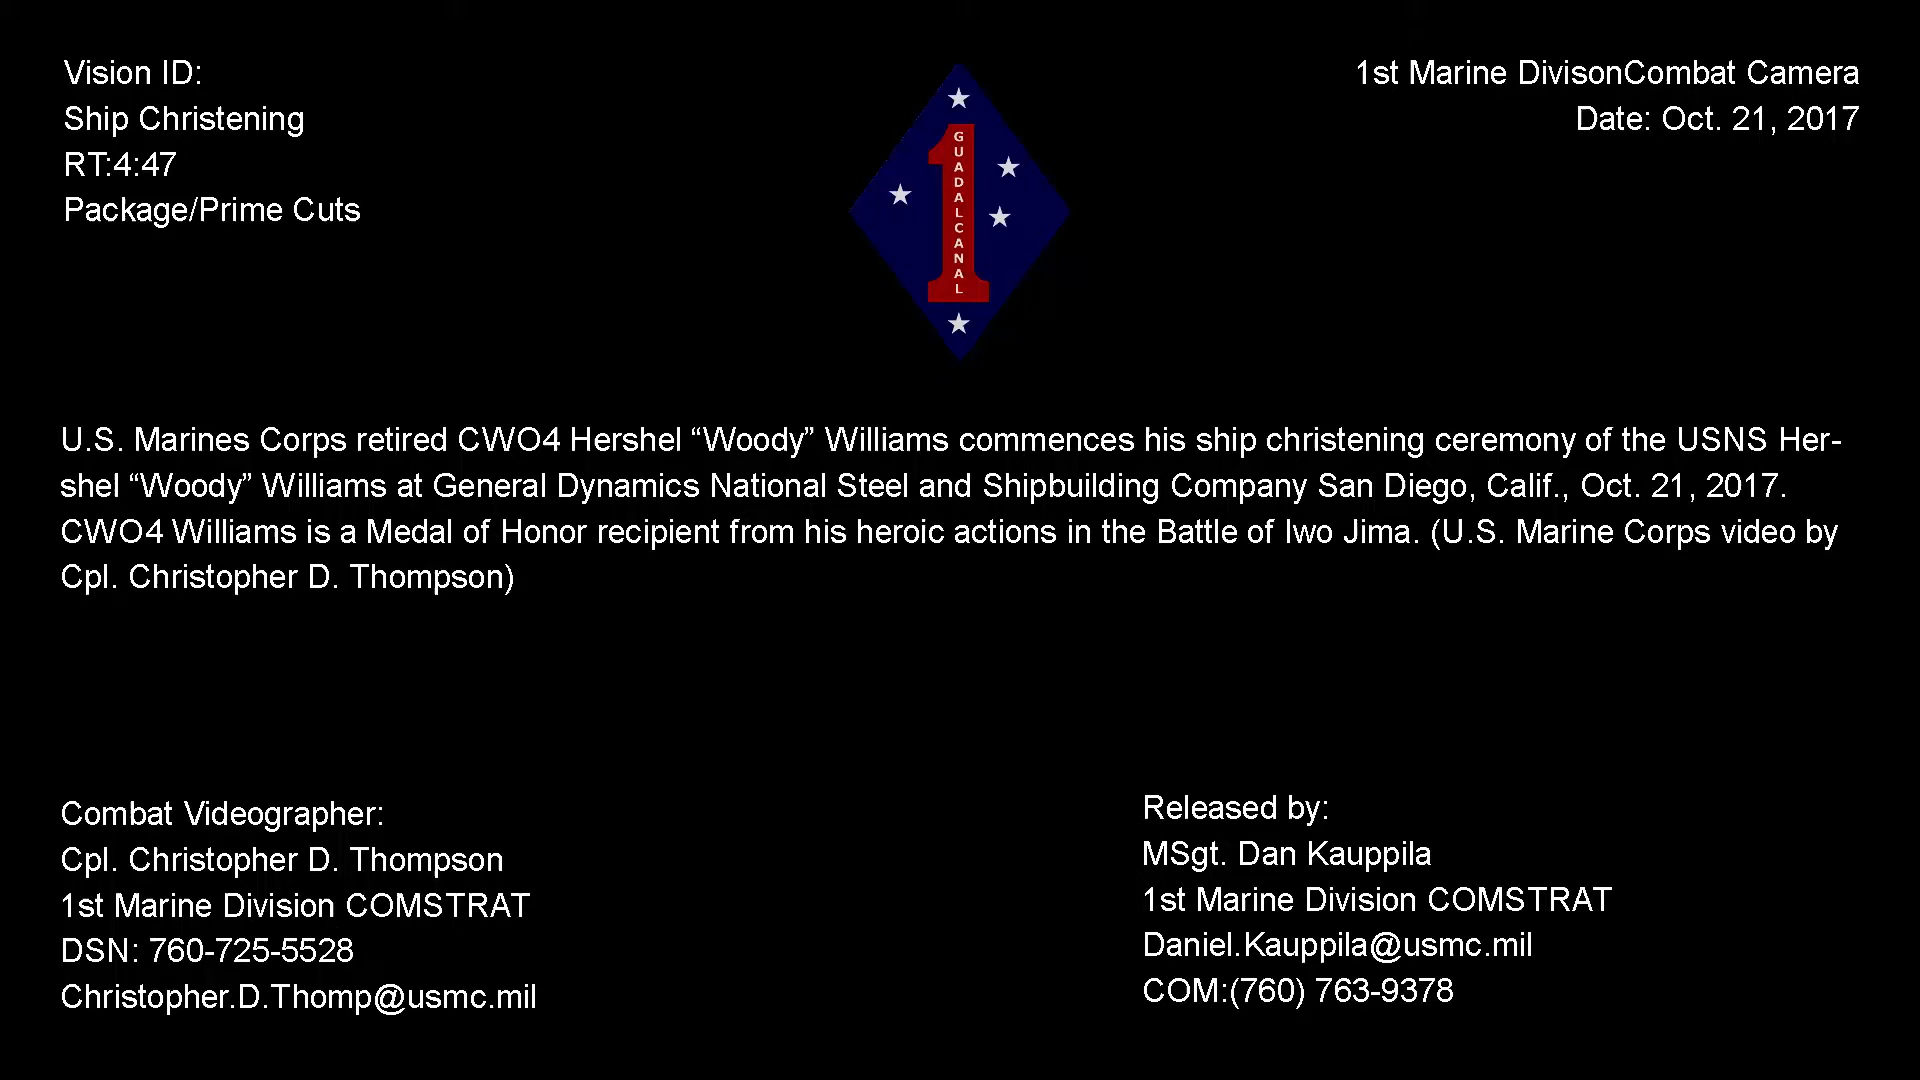 Vision ID:
Ship Christening
RT:4:47
Package/Prime Cuts
GUADALCANAL
1st Marine DivisonCombat Camera
Date: Oct. 21, 2017
U.S. Marines Corps retired CWO4 Hershel “Woody” Williams commences his ship christening ceremony of the USNS Her-
shel “Woody” Williams at General Dynamics National Steel and Shipbuilding Company San Diego, Calif., Oct. 21, 2017.
CWO4 Williams is a Medal of Honor recipient from his heroic actions in the Battle of Iwo Jima. (U.S. Marine Corps video by
Cpl. Christopher D. Thompson)
Combat Videographer:
Cpl. Christopher D. Thompson
1st Marine Division COMSTRAT
DSN: 760-725-5528
Christopher.D.Thomp@usmc.mil
Released by:
MSgt. Dan Kauppila
1st Marine Division COMSTRAT
Daniel.Kauppila@usmc.mil
COM:(760) 763-9378